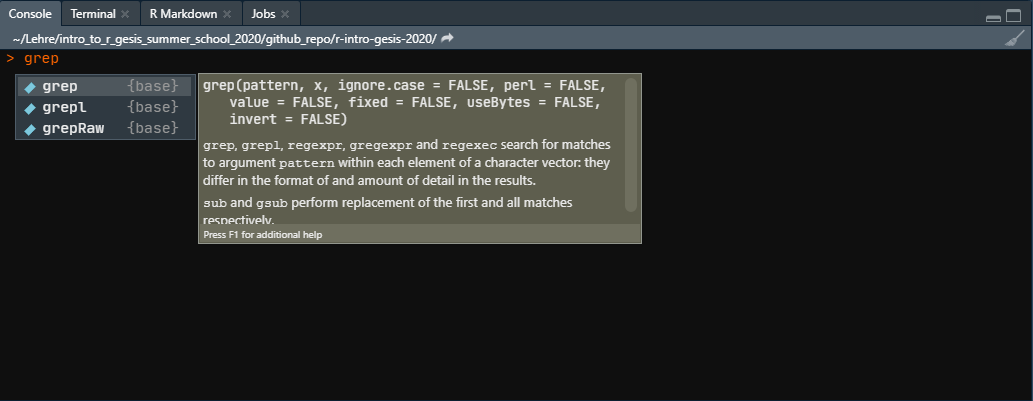 Console Terminal R Markdown Jobs
~/Lehre/intro_to_r_gesis_summer_school_2020/github_repo/r-intro-gesis-2020/
> grep
grep {base}
grepl {base}
grepRaw {base}
grep(pattern, x, ignore.case = FALSE, perl = FALSE,
value = FALSE, fixed = FALSE, useBytes = FALSE,
invert = FALSE)
grep, grepl, regexpr, gregexpr and regexec search for matches
to argument pattern within each element of a character vector: they
differ in the format of and amount of detail in the results.
sub and gsub perform replacement of the first and all matches
respectively.
Press F1 for additional help